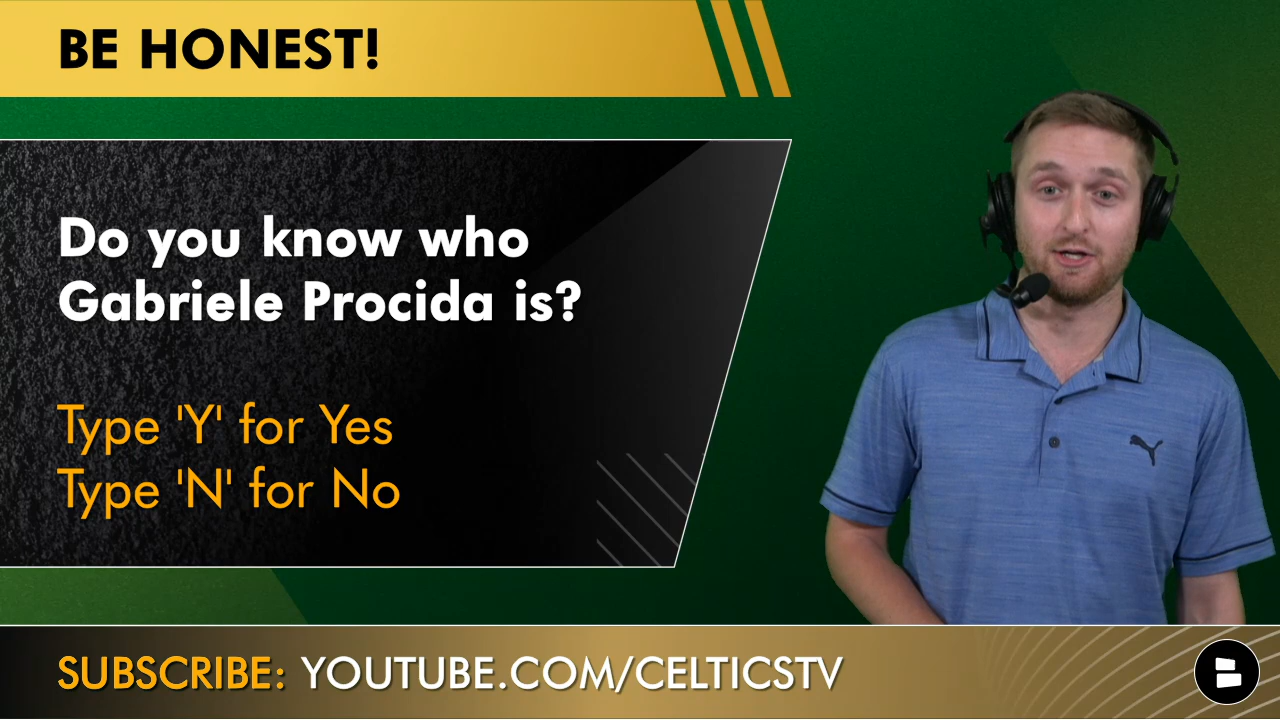 BE HONEST!
Do you know who
Gabriele Procida is?
Type 'Y' for Yes
Type 'N' for No
SUBSCRIBE: YOUTUBE.COM/CELTICSTV